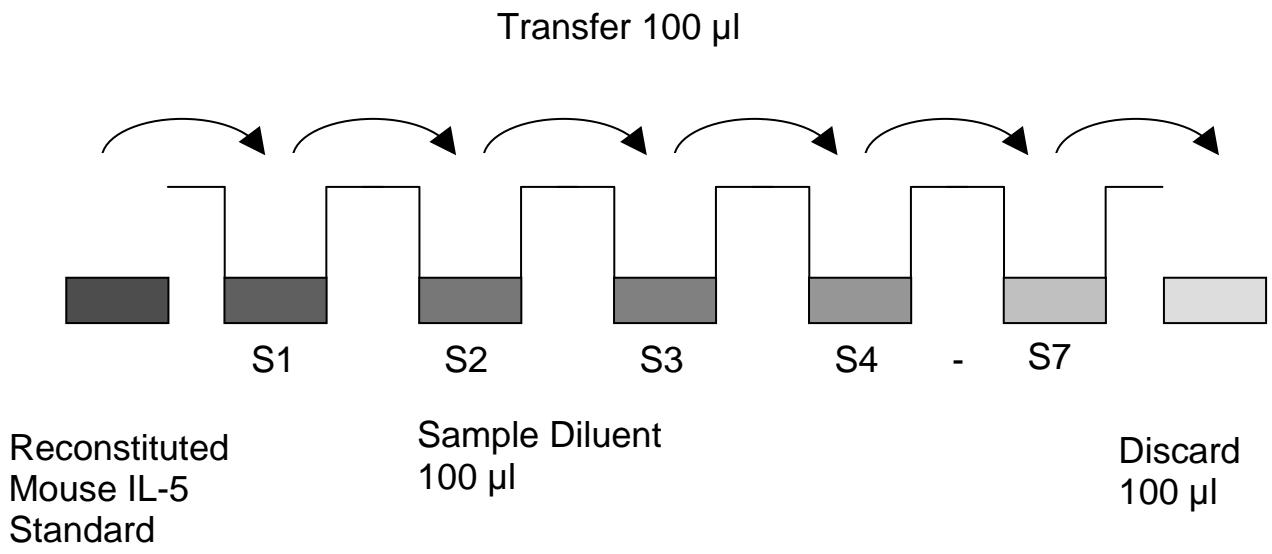 Transfer 100 µl
S1 S2 S3 S4 - S7
Reconstituted
Mouse IL-5
Standard
Sample Diluent
100 µl
Discard
100 µl